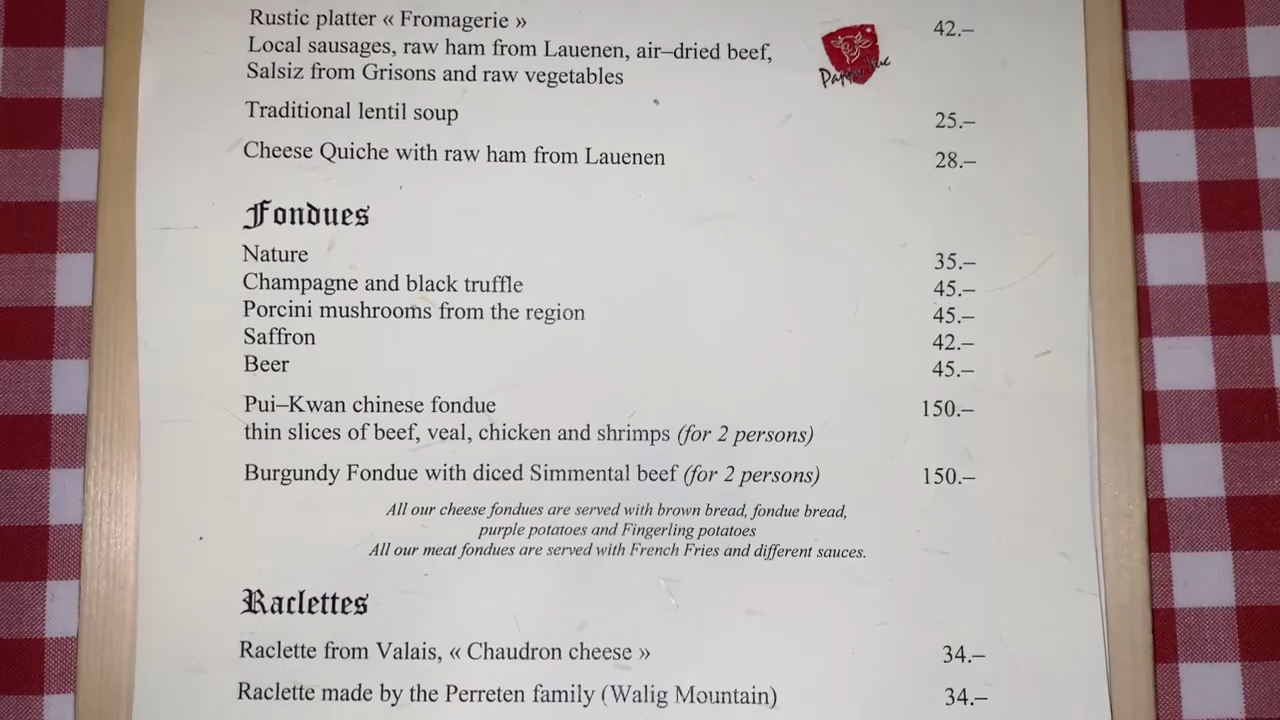 Rustic platter « Fromagerie » 42.–
Local sausages, raw ham from Lauenen, air–dried beef,
Salsiz from Grisons and raw vegetables
Traditional lentil soup 25.–
Cheese Quiche with raw ham from Lauenen 28.–
Fondues
Nature 35.–
Champagne and black truffle 45.–
Porcini mushrooms from the region 45.–
Saffron 42.–
Beer 45.–
Pui–Kwan chinese fondue 150.–
thin slices of beef, veal, chicken and shrimps (for 2 persons)
Burgundy Fondue with diced Simmental beef (for 2 persons) 150.–
All our cheese fondues are served with brown bread, fondue bread,
purple potatoes and Fingerling potatoes
All our meat fondues are served with French Fries and different sauces.
Raclettes
Raclette from Valais, « Chaudron cheese » 34.–
Raclette made by the Perreten family (Walig Mountain) 34.–